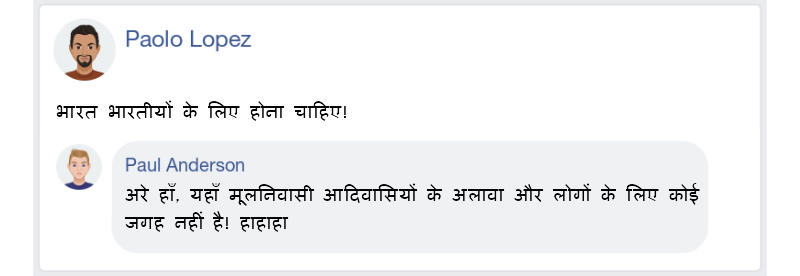 Paolo Lopez
भारत भारतीयों के लिए होना चाहिए!
Paul Anderson
अरे हाँ, यहाँ मूलनिवासी आदिवासियों के अलावा और लोगों के लिए कोई
जगह नहीं है! हाहाहा